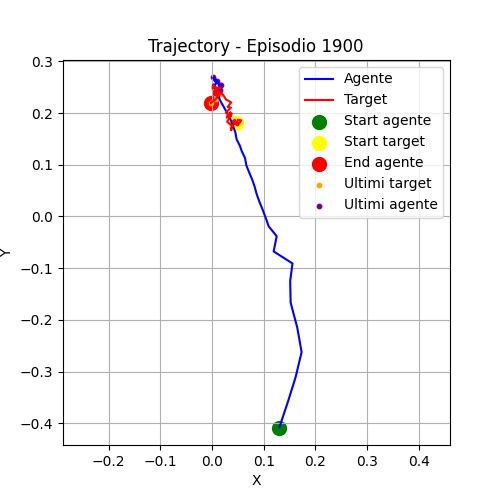 Trajectory - Episodio 1900
Agente
Target
Start agente
Start target
End agente
Ultimi target
Ultimi agente
0.3
0.2
0.1
0.0
−0.1
−0.2
−0.3
−0.4
Y
−0.2
−0.1
0.0
0.1
0.2
0.3
0.4
X